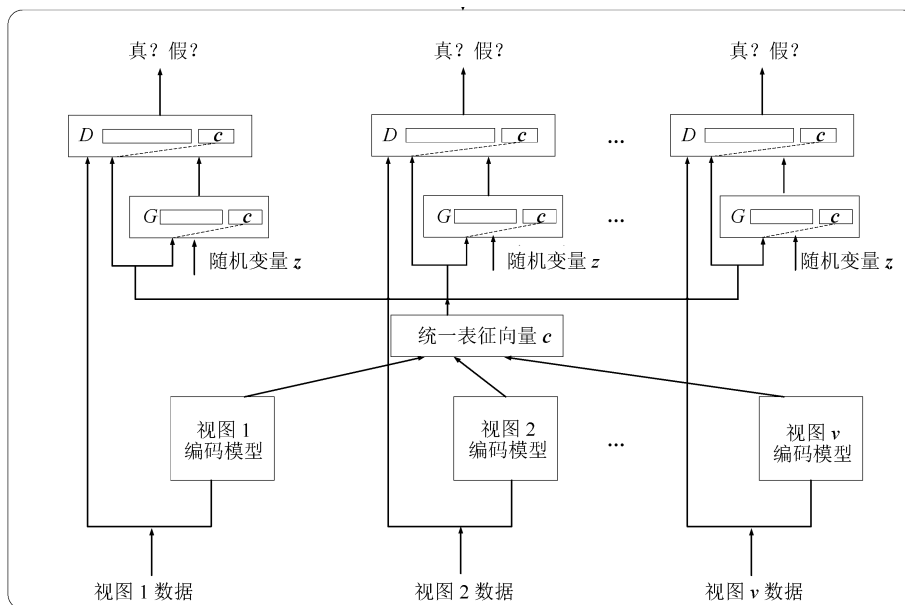 真？假？ 真？假？ 真？假？
D c D c ... D c
G c G c ... G c
随机变量 z 随机变量 z 随机变量 z
统一表征向量 c
视图 1 视图 2 视图 v
编码模型 编码模型 ... 编码模型
视图 1 数据 视图 2 数据 视图 v 数据